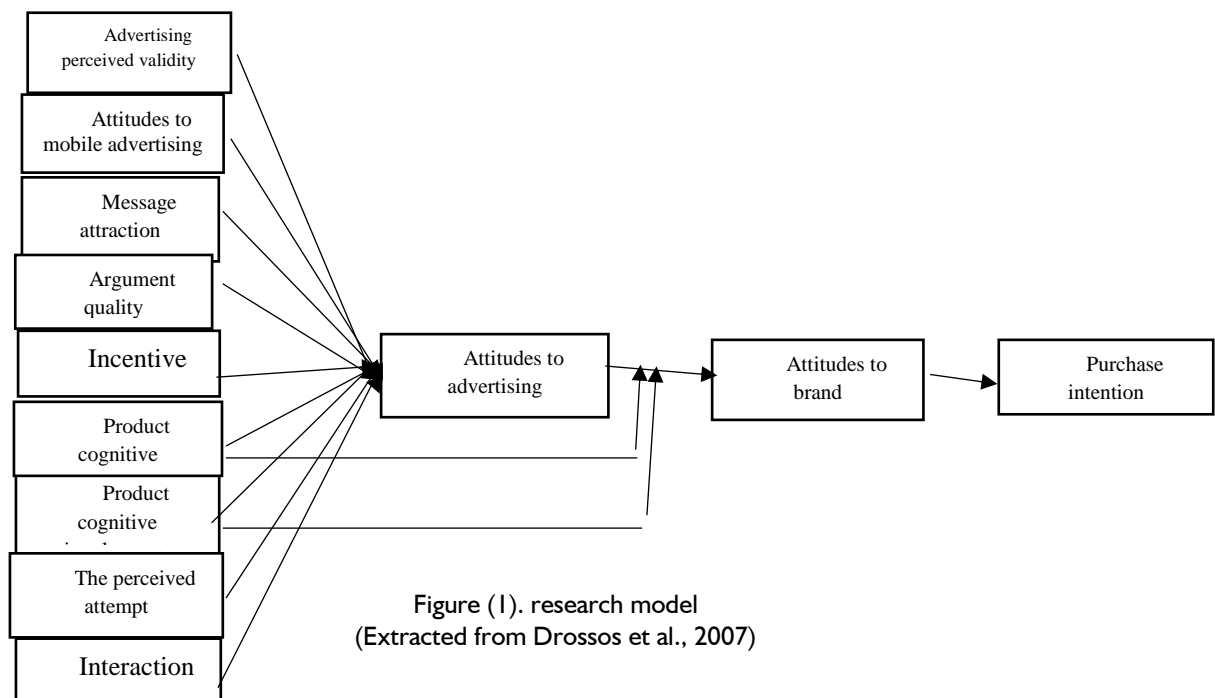 Advertising
perceived validity
Attitudes to
mobile advertising
Message
attraction
Argument
quality
Incentive
Product
cognitive
Product
cognitive
The perceived
attempt
Interaction
Attitudes to
advertising
Attitudes to
brand
Purchase
intention
Figure (1). research model
(Extracted from Drossos et al., 2007)